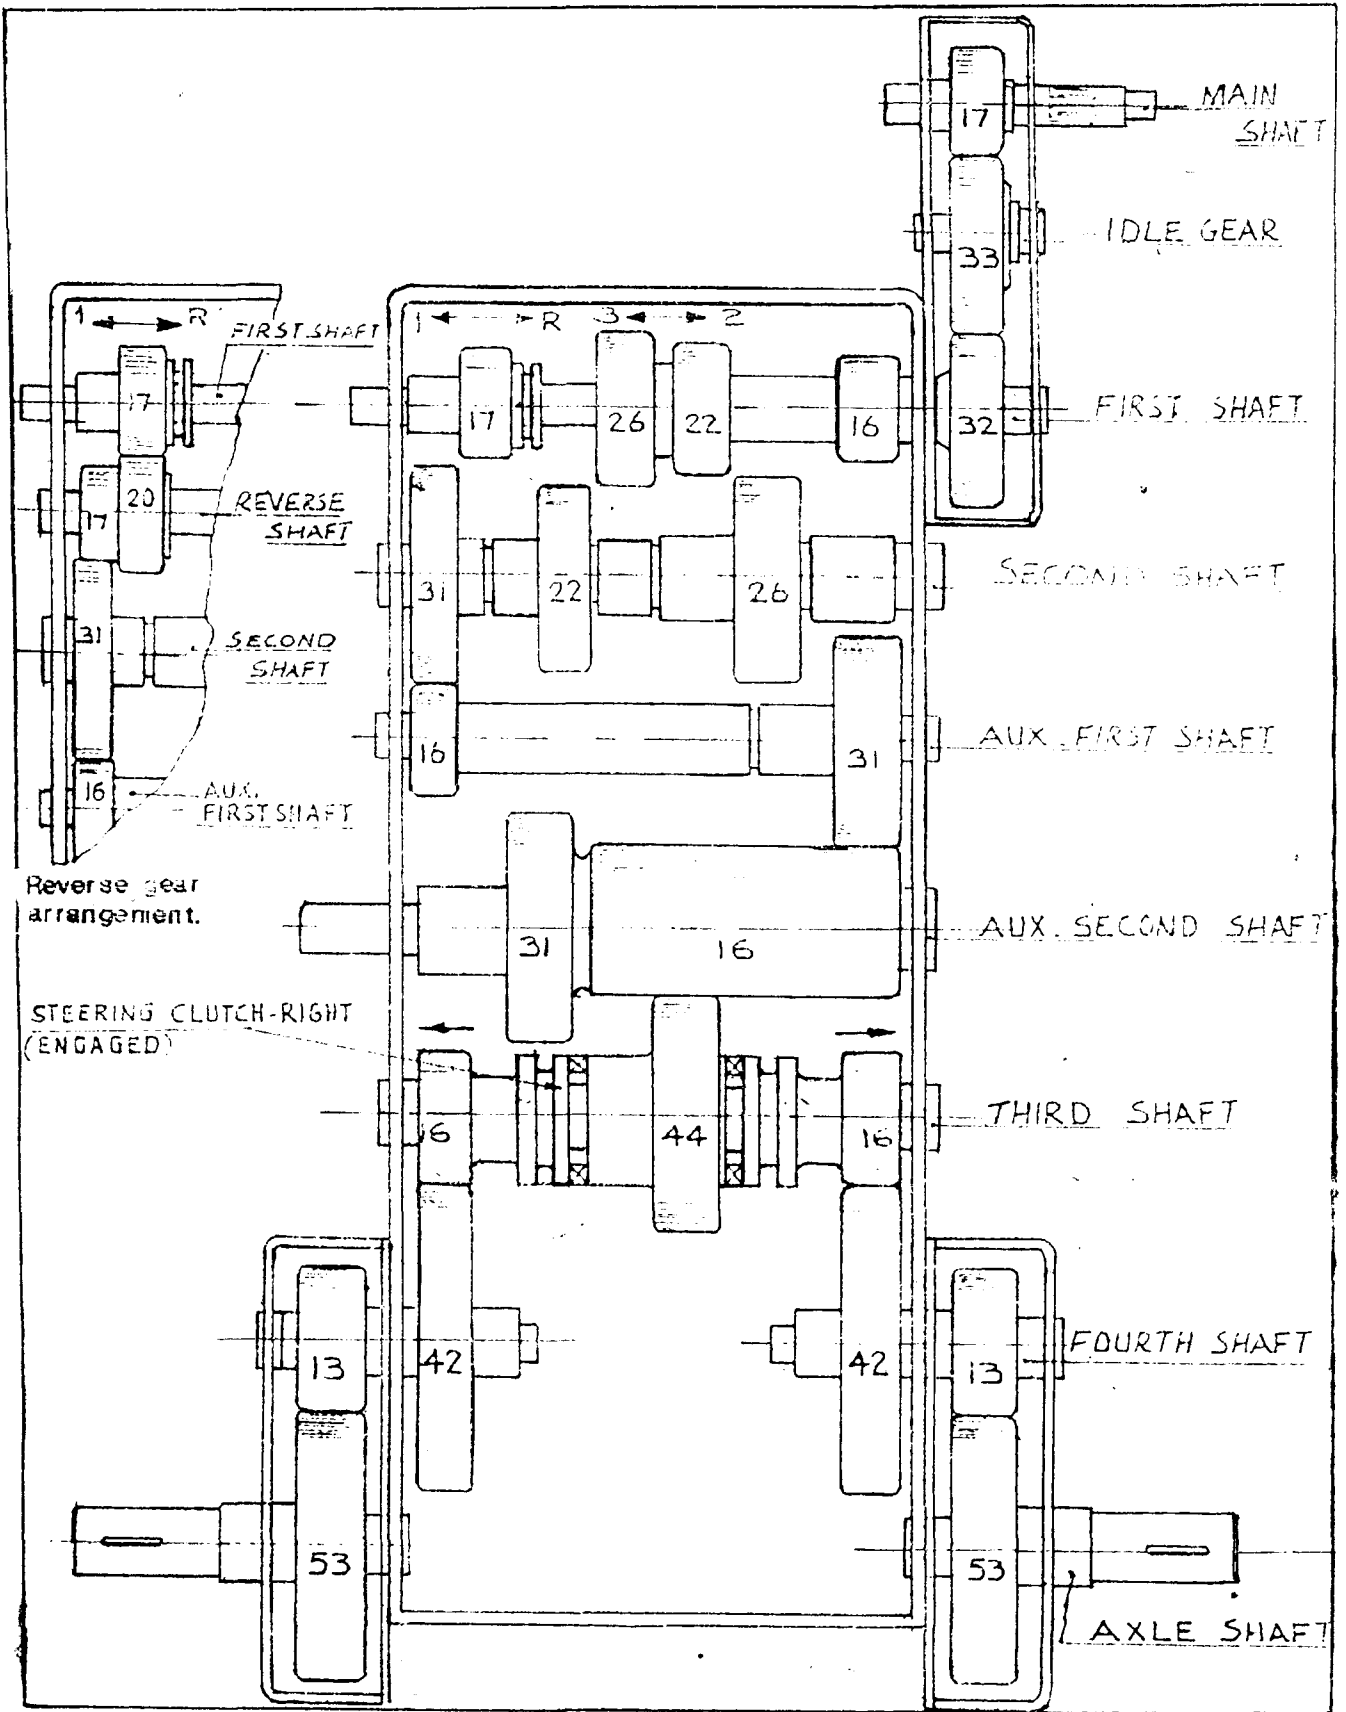 17
MAIN
SHAFT
33
IDLE GEAR
1 R
FIRST SHAFT
1 R 3 2
17
17
26
22
16
32
FIRST SHAFT
17
20
REVERSE
SHAFT
31
22
26
SECOND SHAFT
31
SECOND
SHAFT
16
31
AUX. FIRST SHAFT
16
AUX.
FIRST SHAFT
Reverse gear
arrangement.
31
16
AUX. SECOND SHAFT
STEERING CLUTCH-RIGHT
(ENGAGED)
6
44
16
THIRD SHAFT
13
42
42
13
FOURTH SHAFT
53
53
AXLE SHAFT